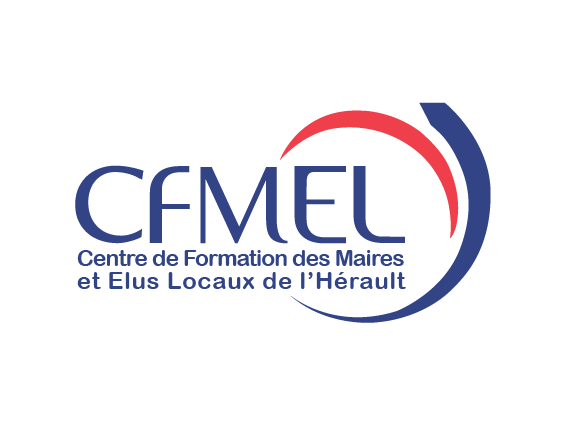 CFMEL
Centre de Formation des Maires
et Elus Locaux de l'Hérault